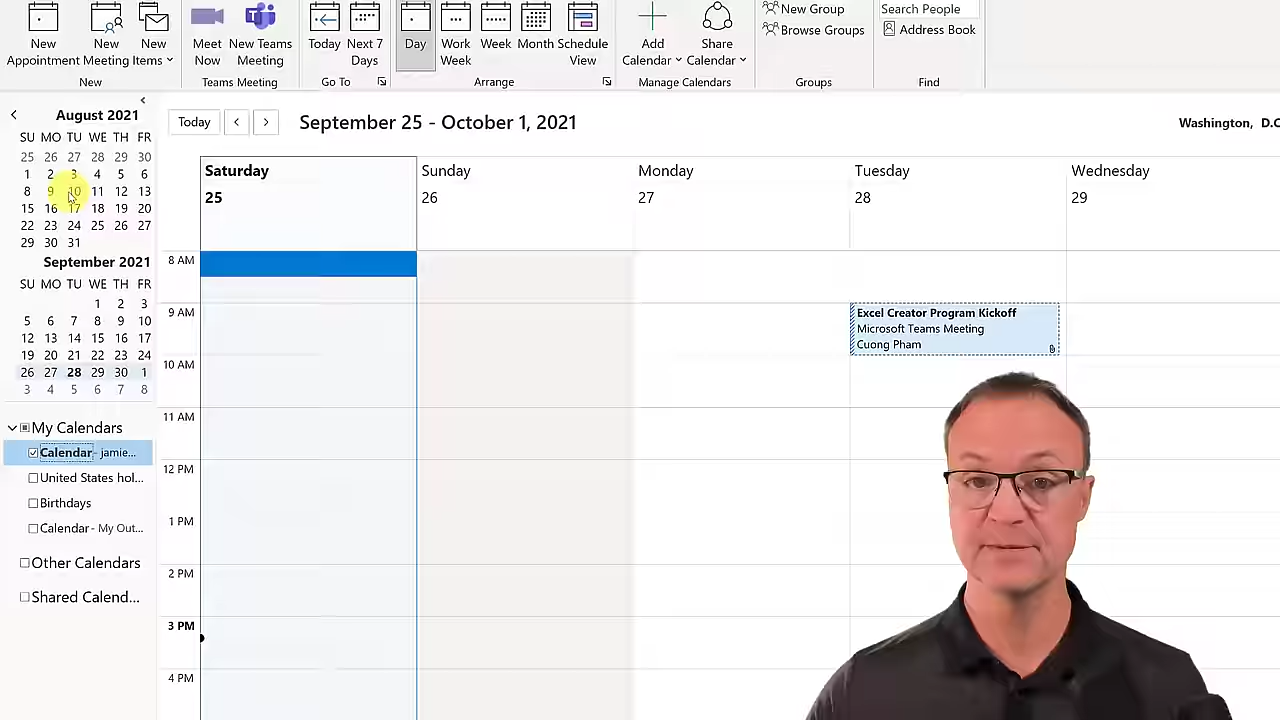 New Appointment
New Meeting
New Items
New
Meet Now
New Teams Meeting
Teams Meeting
Today
Next 7 Days
Go To
Day
Work Week
Week
Month
Schedule View
Arrange
Add Calendar
Share Calendar
Manage Calendars
New Group
Browse Groups
Groups
Search People
Address Book
Find
August 2021
SU MO TU WE TH FR
25 26 27 28 29 30
1 2 3 4 5 6
8 9 10 11 12 13
15 16 17 18 19 20
22 23 24 25 26 27
29 30 31
September 2021
SU MO TU WE TH FR
1 2 3
5 6 7 8 9 10
12 13 14 15 16 17
19 20 21 22 23 24
26 27 28 29 30 1
3 4 5 6 7 8
My Calendars
Calendar - jamie...
United States hol...
Birthdays
Calendar - My Out...
Other Calendars
Shared Calend...
Today
September 25 - October 1, 2021
Washington, D.C
Saturday
25
Sunday
26
Monday
27
Tuesday
28
Wednesday
29
8 AM
9 AM
10 AM
11 AM
12 PM
1 PM
2 PM
3 PM
4 PM
Excel Creator Program Kickoff
Microsoft Teams Meeting
Cuong Pham